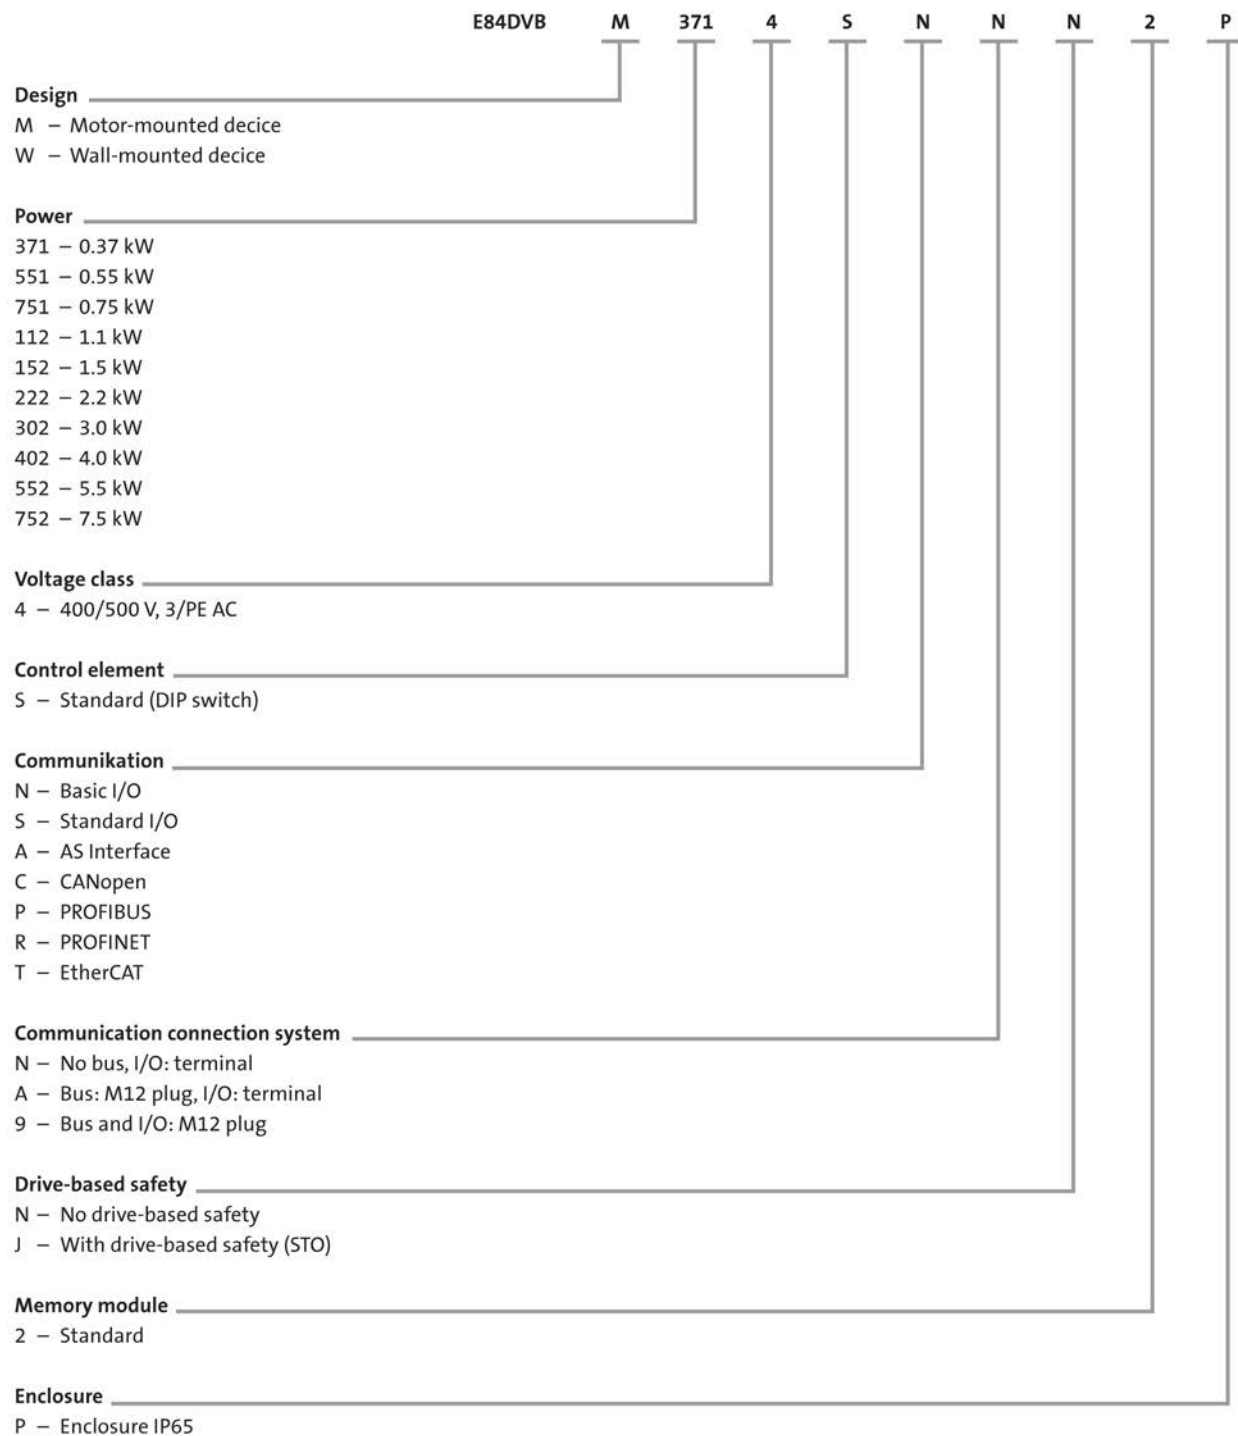 E84DVB M 371 4 S N N N 2 P
Design
M – Motor-mounted decice
W – Wall-mounted decice
Power
371 – 0.37 kW
551 – 0.55 kW
751 – 0.75 kW
112 – 1.1 kW
152 – 1.5 kW
222 – 2.2 kW
302 – 3.0 kW
402 – 4.0 kW
552 – 5.5 kW
752 – 7.5 kW
Voltage class
4 – 400/500 V, 3/PE AC
Control element
S – Standard (DIP switch)
Communikation
N – Basic I/O
S – Standard I/O
A – AS Interface
C – CANopen
P – PROFIBUS
R – PROFINET
T – EtherCAT
Communication connection system
N – No bus, I/O: terminal
A – Bus: M12 plug, I/O: terminal
9 – Bus and I/O: M12 plug
Drive-based safety
N – No drive-based safety
J – With drive-based safety (STO)
Memory module
2 – Standard
Enclosure
P – Enclosure IP65